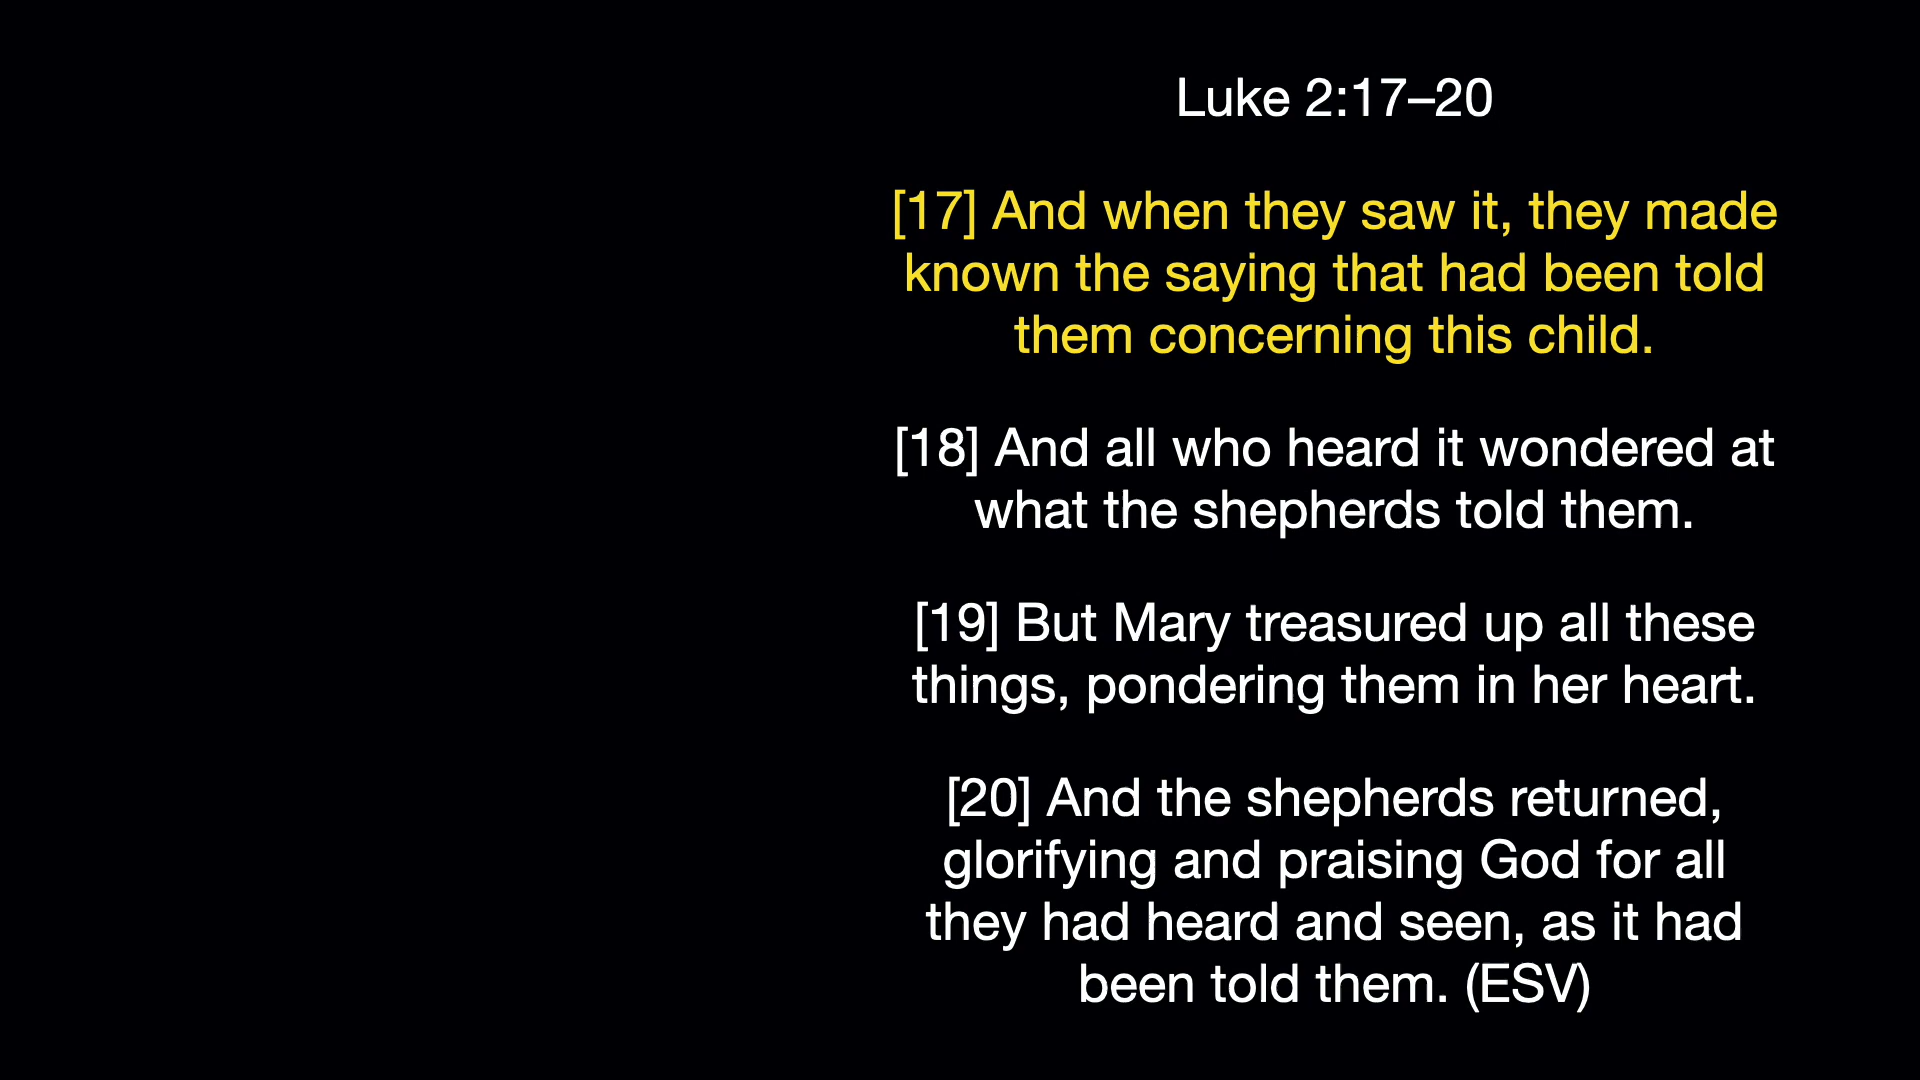 Luke 2:17–20
[17] And when they saw it, they made
known the saying that had been told
them concerning this child.
[18] And all who heard it wondered at
what the shepherds told them.
[19] But Mary treasured up all these
things, pondering them in her heart.
[20] And the shepherds returned,
glorifying and praising God for all
they had heard and seen, as it had
been told them. (ESV)